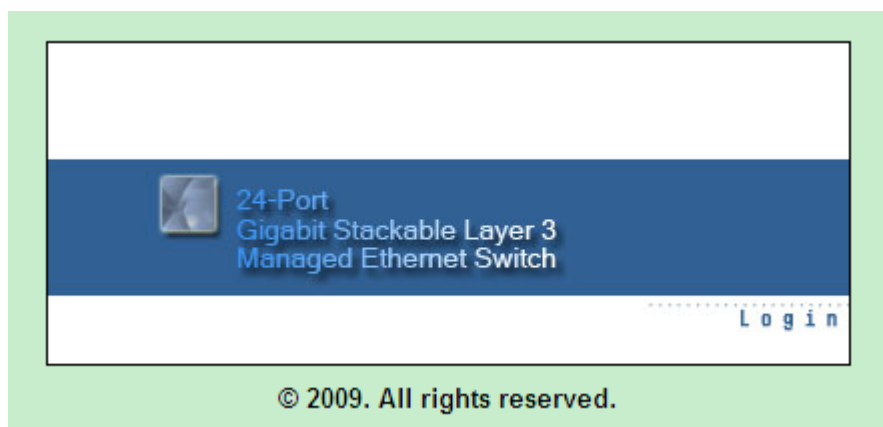 24-Port
Gigabit Stackable Layer 3
Managed Ethernet Switch
Login
© 2009. All rights reserved.